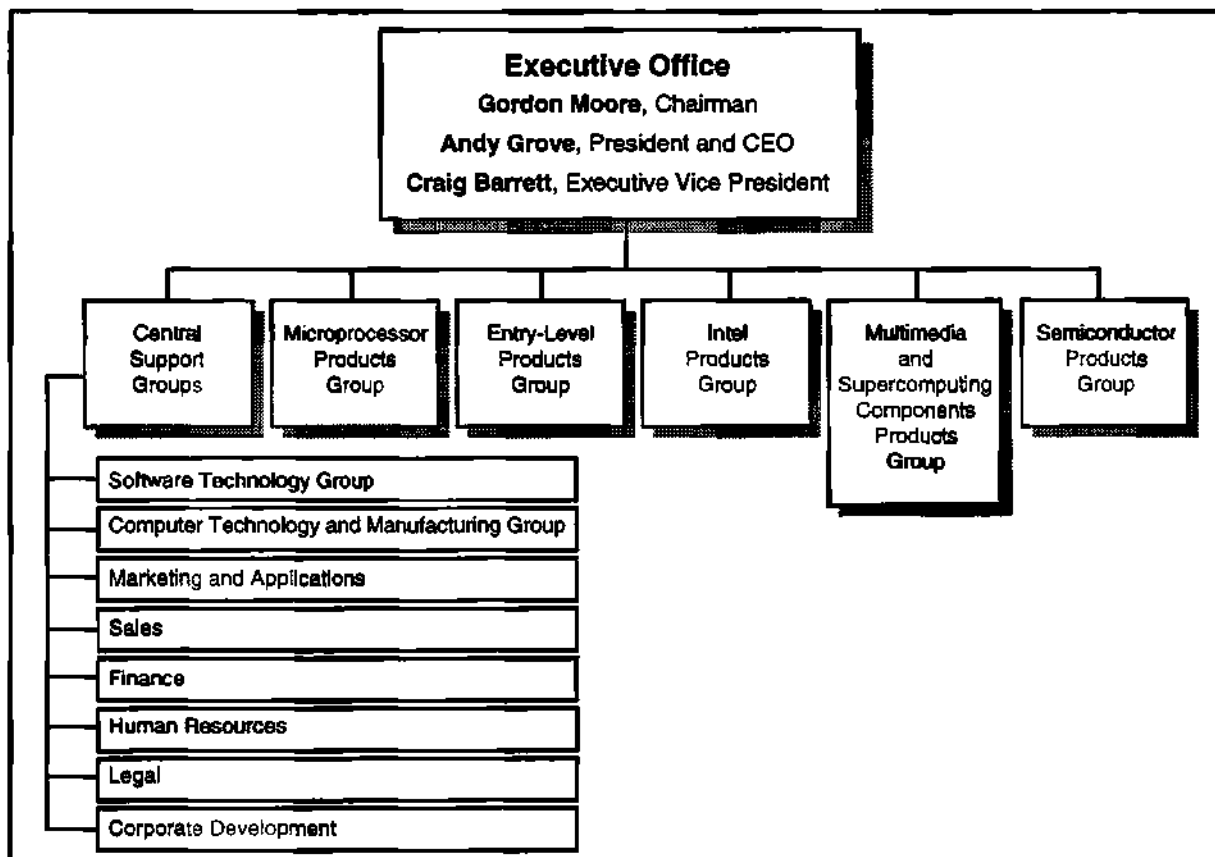 Executive Office
Gordon Moore, Chairman
Andy Grove, President and CEO
Craig Barrett, Executive Vice President
Central
Support
Groups
Microprocessor
Products
Group
Entry-Level
Products
Group
Intel
Products
Group
Multimedia
and
Supercomputing
Components
Products
Group
Semiconductor
Products
Group
Software Technology Group
Computer Technology and Manufacturing Group
Marketing and Applications
Sales
Finance
Human Resources
Legal
Corporate Development